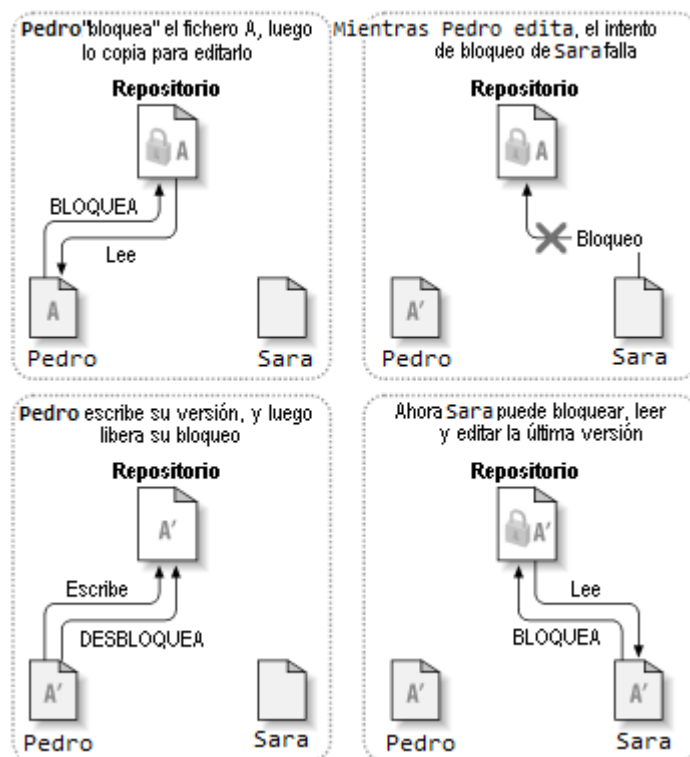 Pedro"bloquea" el fichero A, luego
lo copia para editarlo
Repositorio
A
BLOQUEA
Lee
A
Pedro
Sara
Mientras Pedro edita, el intento
de bloqueo de Sara falla
Repositorio
A
Bloqueo
A'
Pedro
Sara
Pedro escribe su versión, y luego
libera su bloqueo
Repositorio
A'
Escribe
DESBLOQUEA
A'
Pedro
Sara
Ahora Sara puede bloquear, leer
y editar la última versión
Repositorio
A'
Lee
BLOQUEA
A'
A'
Pedro
Sara